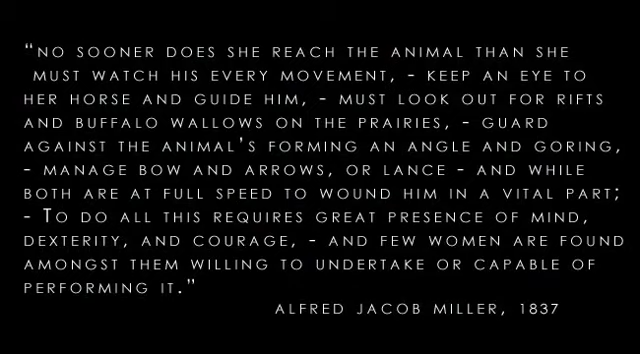 “NO SOONER DOES SHE REACH THE ANIMAL THAN SHE
MUST WATCH HIS EVERY MOVEMENT, - KEEP AN EYE TO
HER HORSE AND GUIDE HIM, - MUST LOOK OUT FOR RIFTS
AND BUFFALO WALLOWS ON THE PRAIRIES, - GUARD
AGAINST THE ANIMAL'S FORMING AN ANGLE AND GORING,
- MANAGE BOW AND ARROWS, OR LANCE - AND WHILE
BOTH ARE AT FULL SPEED TO WOUND HIM IN A VITAL PART;
- TO DO ALL THIS REQUIRES GREAT PRESENCE OF MIND,
DEXTERITY, AND COURAGE, - AND FEW WOMEN ARE FOUND
AMONGST THEM WILLING TO UNDERTAKE OR CAPABLE OF
PERFORMING IT.”
ALFRED JACOB MILLER, 1837